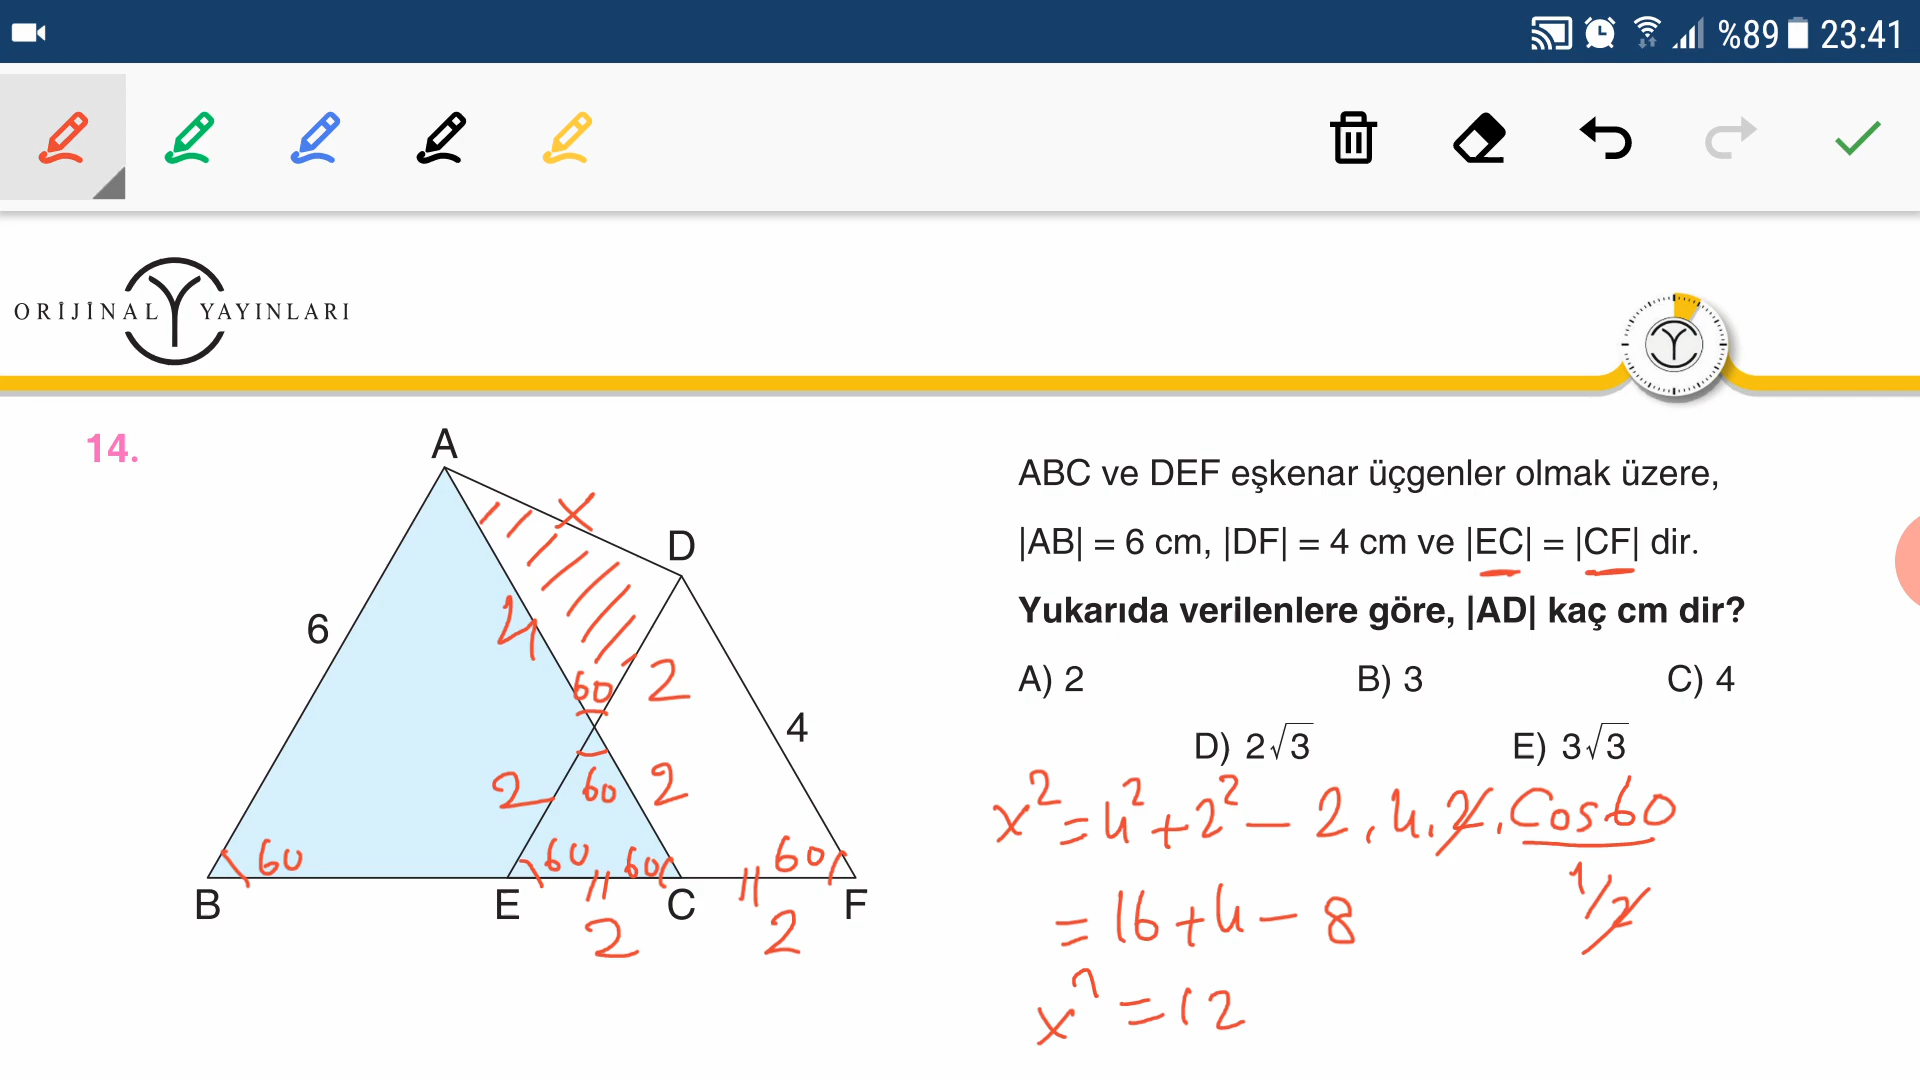 %89 23:41
ORİJİNAL YAYINLARI
14.
A
D
6
4
B
E
C
F
x
4
60
2
2
60
2
60
60
60
60
2
2
ABC ve DEF eşkenar üçgenler olmak üzere,
|AB| = 6 cm, |DF| = 4 cm ve |EC| = |CF| dir.
Yukarıda verilenlere göre, |AD| kaç cm dir?
A) 2 B) 3 C) 4
D) 2√3 E) 3√3
x² = 4² + 2² - 2.4.2.Cos60
1/2
= 16 + 4 - 8
x² = 12